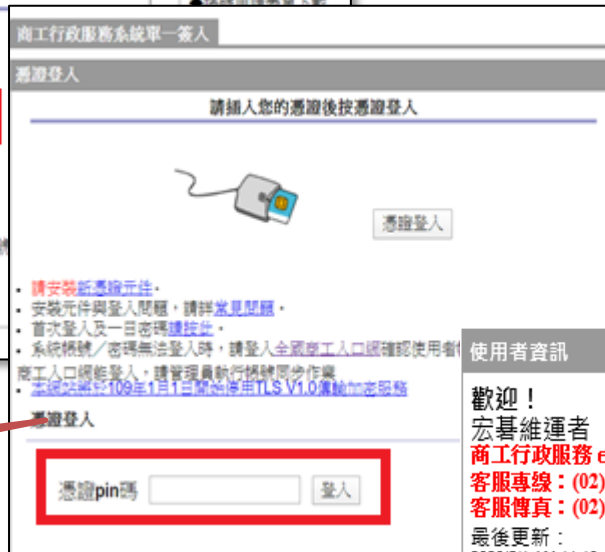 商工行政服務系統單一簽入
憑證登入
請插入您的憑證後按憑證登入
憑證登入
請安裝新憑證元件。
安裝元件與登入問題，請詳常見問題。
首次登入及一日密碼請按此。
系統帳號／密碼無法登入時，請登入全國商工入口網確認使用者
商工入口網能登入，請管理員執行帳號同步作業
本網站將於109年1月1日開始停用TLS V1.0傳輸加密服務
憑證登入
憑證pin碼
登入
使用者資訊
歡迎！
宏碁維運者
商工行政服務 e
客服專線：(02)
客服傳真：(02)
最後更新：